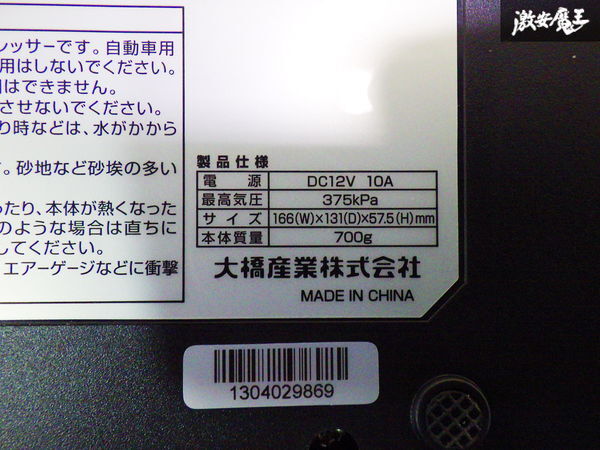 激安魔王
レッサーです。自動車用
用はしないでください。
はできません。
させないでください。
り時などは、水がかから
。砂地など砂埃の多い
ったり、本体が熱くなった
のような場合は直ちに
してください。
エアーゲージなどに衝撃
製品仕様
電源 DC12V 10A
最高気圧 375kPa
サイズ 166(W)×131(D)×57.5(H)mm
本体質量 700g
大橋産業株式会社
MADE IN CHINA
1304029869